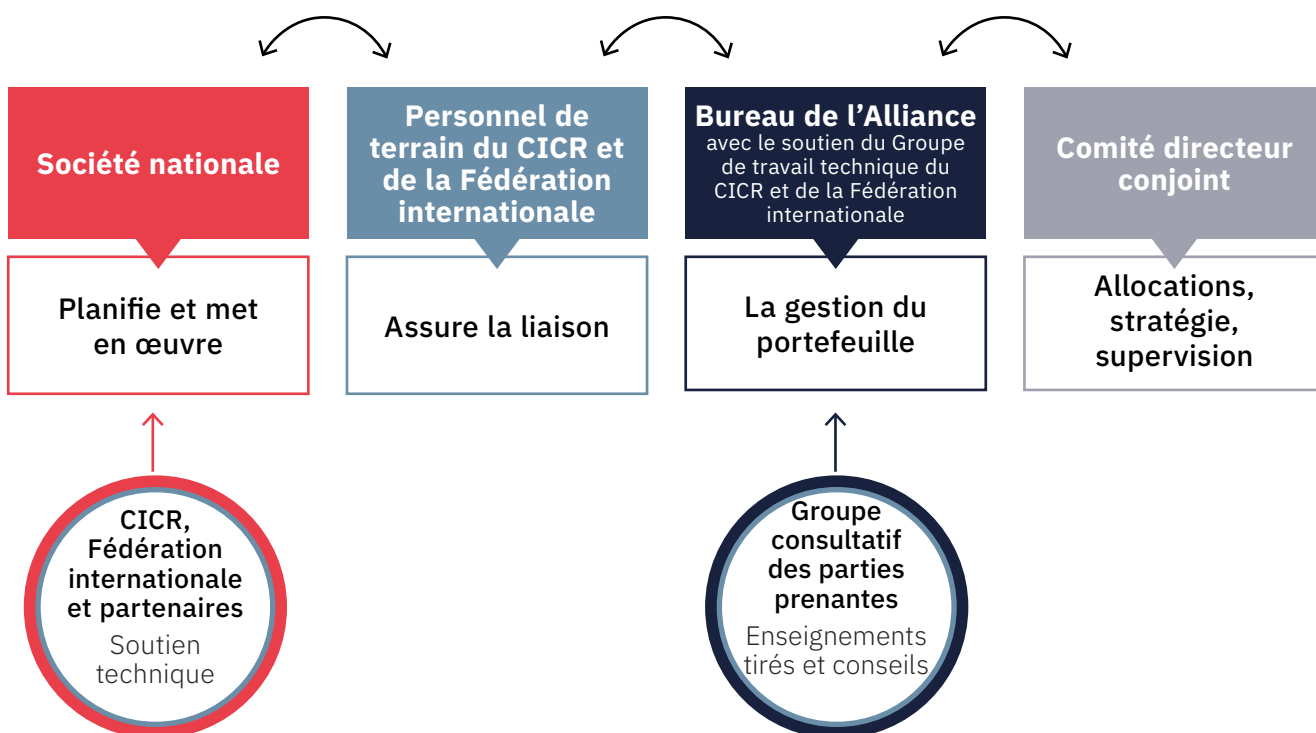 Société nationale
Personnel de
terrain du CICR et
de la Fédération
internationale
Bureau de l’Alliance
avec le soutien du Groupe
de travail technique du
CICR et de la Fédération
internationale
Comité directeur
conjoint
Planifie et met
en œuvre
Assure la liaison
La gestion du
portefeuille
Allocations,
stratégie,
supervision
CICR,
Fédération
internationale
et partenaires
Soutien
technique
Groupe
consultatif
des parties
prenantes
Enseignements
tirés et conseils